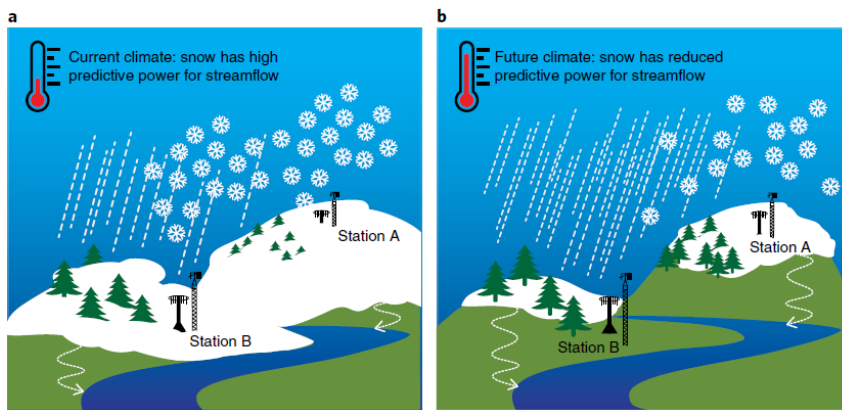 a
Current climate: snow has high
predictive power for streamflow
Station A
Station B
b
Future climate: snow has reduced
predictive power for streamflow
Station A
Station B